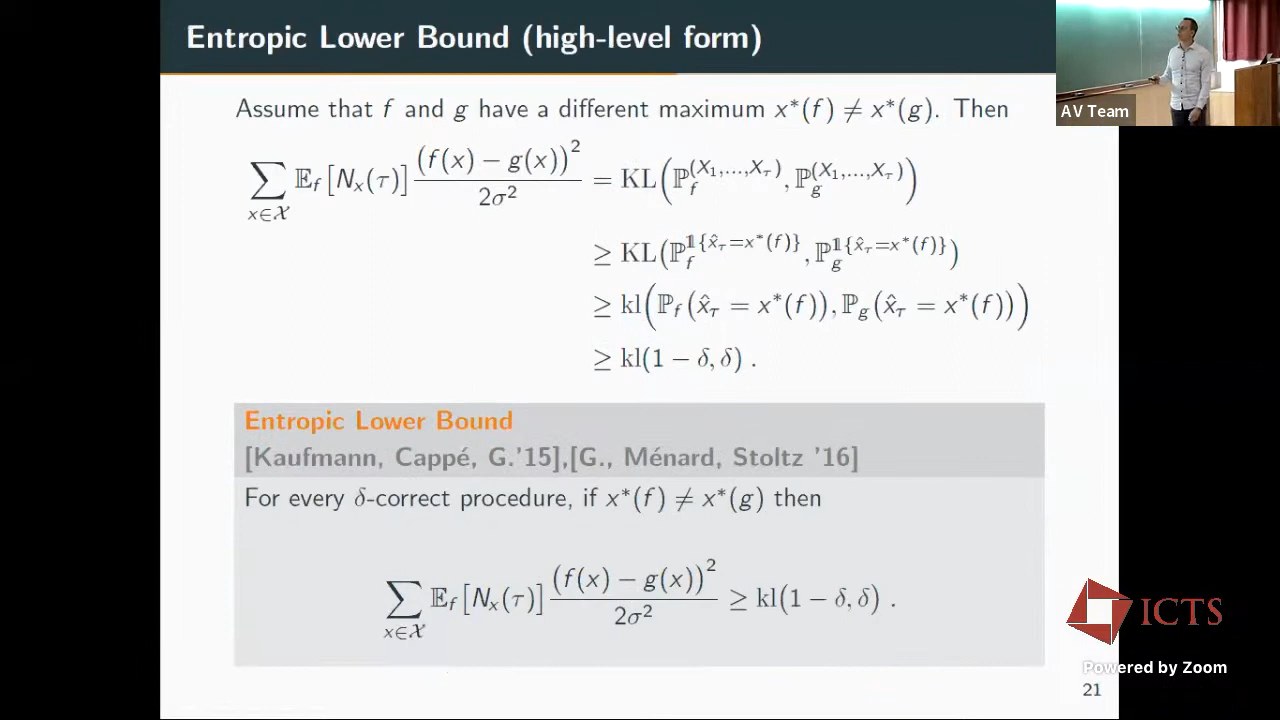 Entropic Lower Bound (high-level form)
AV Team
Assume that f and g have a different maximum x*(f) ≠ x*(g). Then
∑_{x∈𝒳} 𝔼_f[N_x(τ)] (f(x) − g(x))² / 2σ² = KL(ℙ_f^{(X₁,...,X_τ)}, ℙ_g^{(X₁,...,X_τ)})
≥ KL(ℙ_f^{𝟙{x̂_τ=x*(f)}}, ℙ_g^{𝟙{x̂_τ=x*(f)}})
≥ kl(ℙ_f(x̂_τ = x*(f)), ℙ_g(x̂_τ = x*(f)))
≥ kl(1 − δ, δ) .
Entropic Lower Bound
[Kaufmann, Cappé, G.'15],[G., Ménard, Stoltz '16]
For every δ-correct procedure, if x*(f) ≠ x*(g) then
∑_{x∈𝒳} 𝔼_f[N_x(τ)] (f(x) − g(x))² / 2σ² ≥ kl(1 − δ, δ) .
ICTS
Powered by Zoom
21